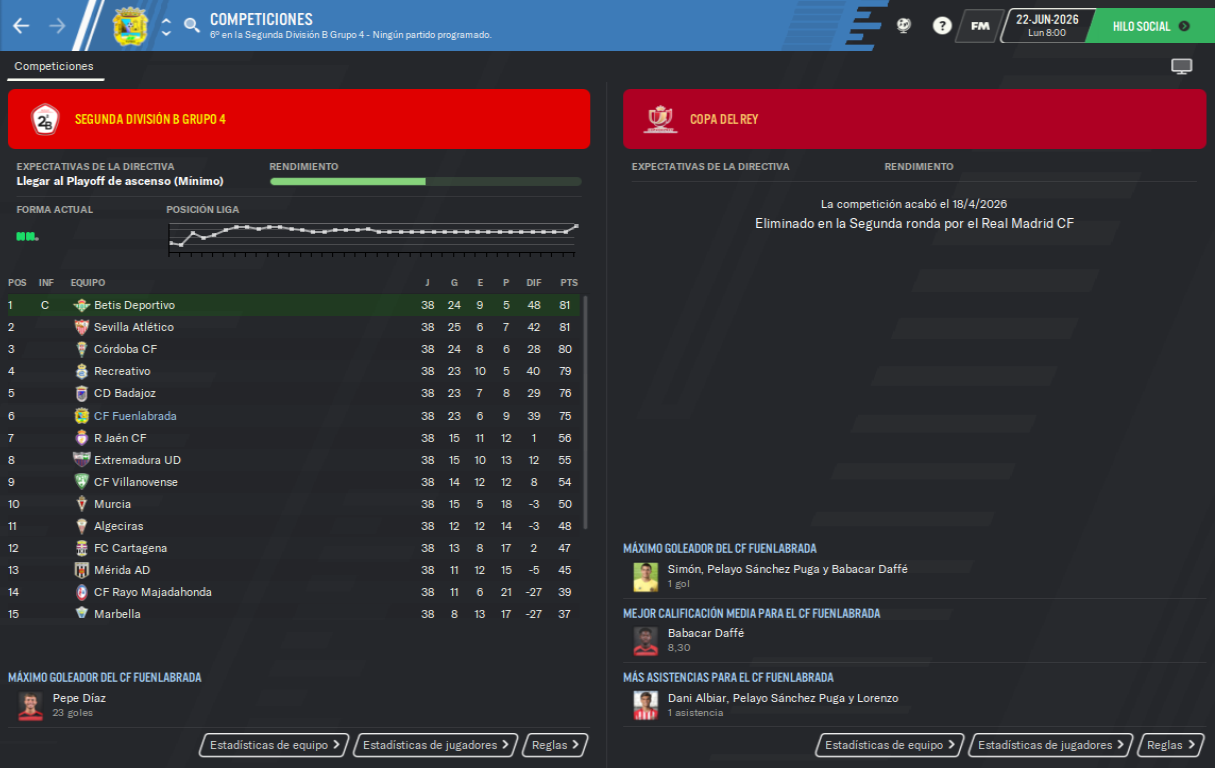 COMPETICIONES
6º en la Segunda División B Grupo 4 - Ningún partido programado.
?
FM
22-JUN-2026
Lun 8:00
HILO SOCIAL
Competiciones
2B
SEGUNDA DIVISIÓN B GRUPO 4
EXPECTATIVAS DE LA DIRECTIVA RENDIMIENTO
Llegar al Playoff de ascenso (Mínimo)
FORMA ACTUAL POSICIÓN LIGA
POS INF EQUIPO J G E P DIF PTS
1 C Betis Deportivo 38 24 9 5 48 81
2 Sevilla Atlético 38 25 6 7 42 81
3 Córdoba CF 38 24 8 6 28 80
4 Recreativo 38 23 10 5 40 79
5 CD Badajoz 38 23 7 8 29 76
6 CF Fuenlabrada 38 23 6 9 39 75
7 R Jaén CF 38 15 11 12 1 56
8 Extremadura UD 38 15 10 13 12 55
9 CF Villanovense 38 14 12 12 8 54
10 Murcia 38 15 5 18 -3 50
11 Algeciras 38 12 12 14 -3 48
12 FC Cartagena 38 13 8 17 2 47
13 Mérida AD 38 11 12 15 -5 45
14 CF Rayo Majadahonda 38 11 6 21 -27 39
15 Marbella 38 8 13 17 -27 37
MÁXIMO GOLEADOR DEL CF FUENLABRADA
Pepe Díaz
23 goles
Estadísticas de equipo Estadísticas de jugadores Reglas
COPA DEL REY
EXPECTATIVAS DE LA DIRECTIVA RENDIMIENTO
La competición acabó el 18/4/2026
Eliminado en la Segunda ronda por el Real Madrid CF
MÁXIMO GOLEADOR DEL CF FUENLABRADA
Simón, Pelayo Sánchez Puga y Babacar Daffé
1 gol
MEJOR CALIFICACIÓN MEDIA PARA EL CF FUENLABRADA
Babacar Daffé
8,30
MÁS ASISTENCIAS PARA EL CF FUENLABRADA
Dani Albiar, Pelayo Sánchez Puga y Lorenzo
1 asistencia
Estadísticas de equipo Estadísticas de jugadores Reglas